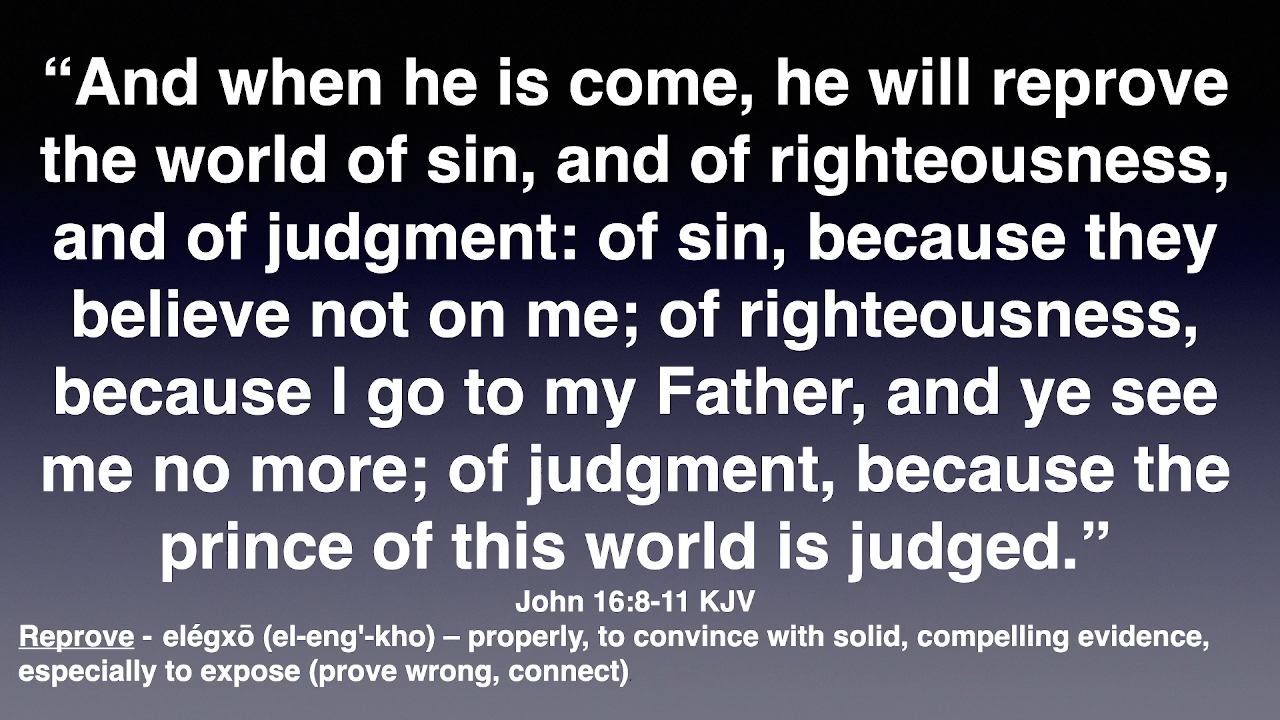 “And when he is come, he will reprove
the world of sin, and of righteousness,
and of judgment: of sin, because they
believe not on me; of righteousness,
because I go to my Father, and ye see
me no more; of judgment, because the
prince of this world is judged.”
John 16:8-11 KJV
Reprove - elégxō (el-eng'-kho) – properly, to convince with solid, compelling evidence,
especially to expose (prove wrong, connect)